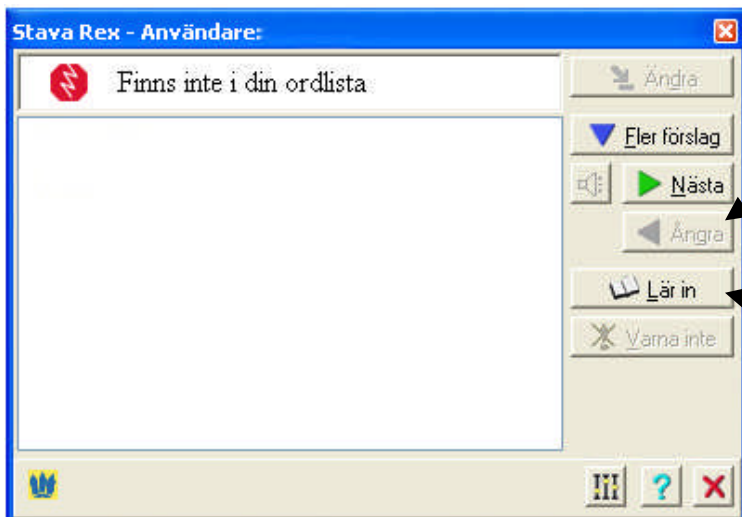 Stava Rex - Användare:
Finns inte i din ordlista
Ändra
Fler förslag
Nästa
Ångra
Lär in
Varna inte